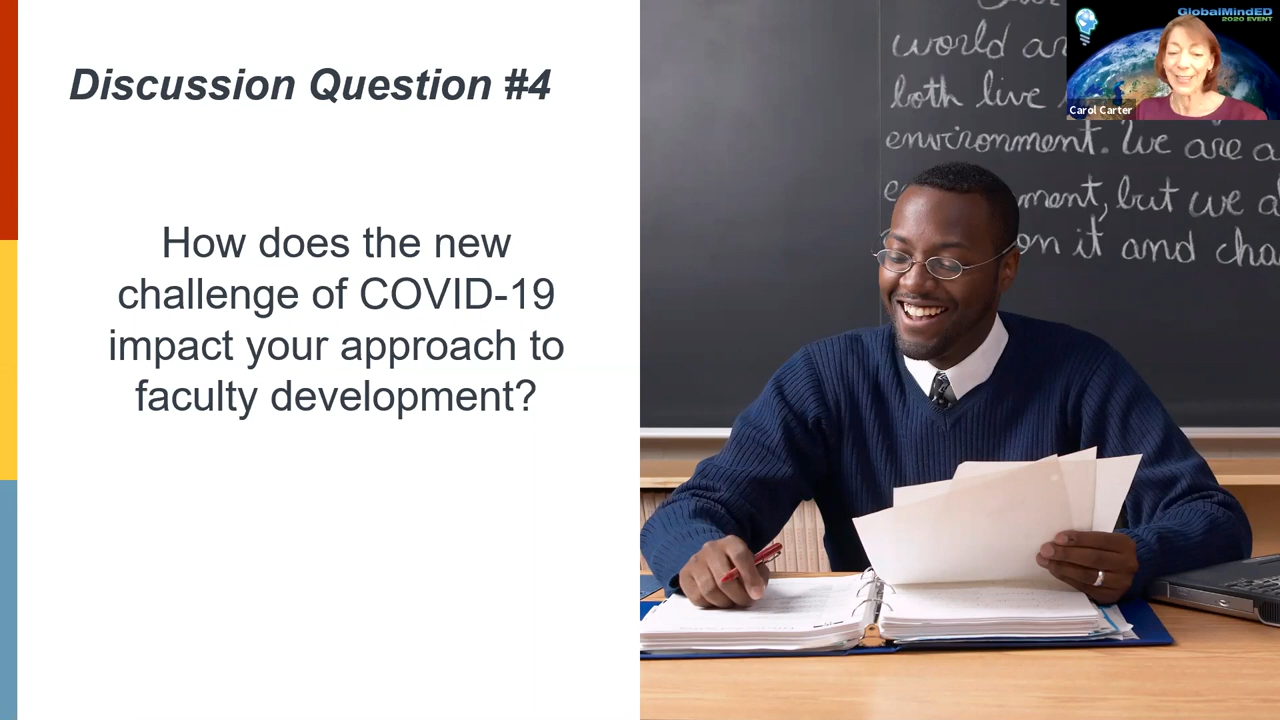 Discussion Question #4
How does the new
challenge of COVID-19
impact your approach to
faculty development?
world
both live
environment. We are a
ment, but we
on it and
GlobalMindED
2020 EVENT
Carol Carter